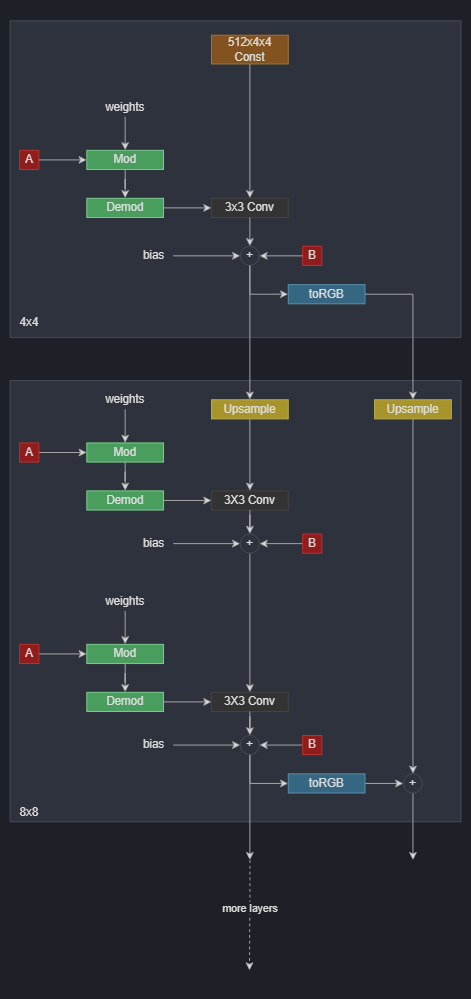 512x4x4
Const
weights
A
Mod
Demod
3x3 Conv
bias
+
B
toRGB
4x4
weights
Upsample
Upsample
A
Mod
Demod
3X3 Conv
bias
+
B
weights
A
Mod
Demod
3X3 Conv
bias
+
B
toRGB
+
8x8
more layers